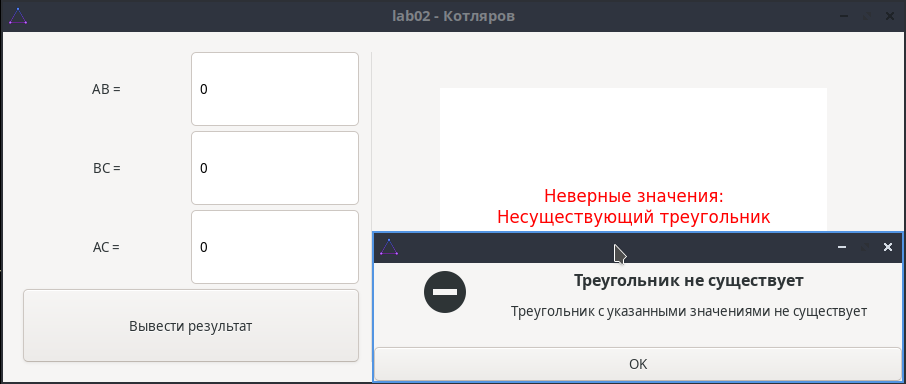 lab02 - Котляров
AB =
0
BC =
0
AC =
0
Вывести результат
Неверные значения:
Несуществующий треугольник
Треугольник не существует
Треугольник с указанными значениями не существует
OK